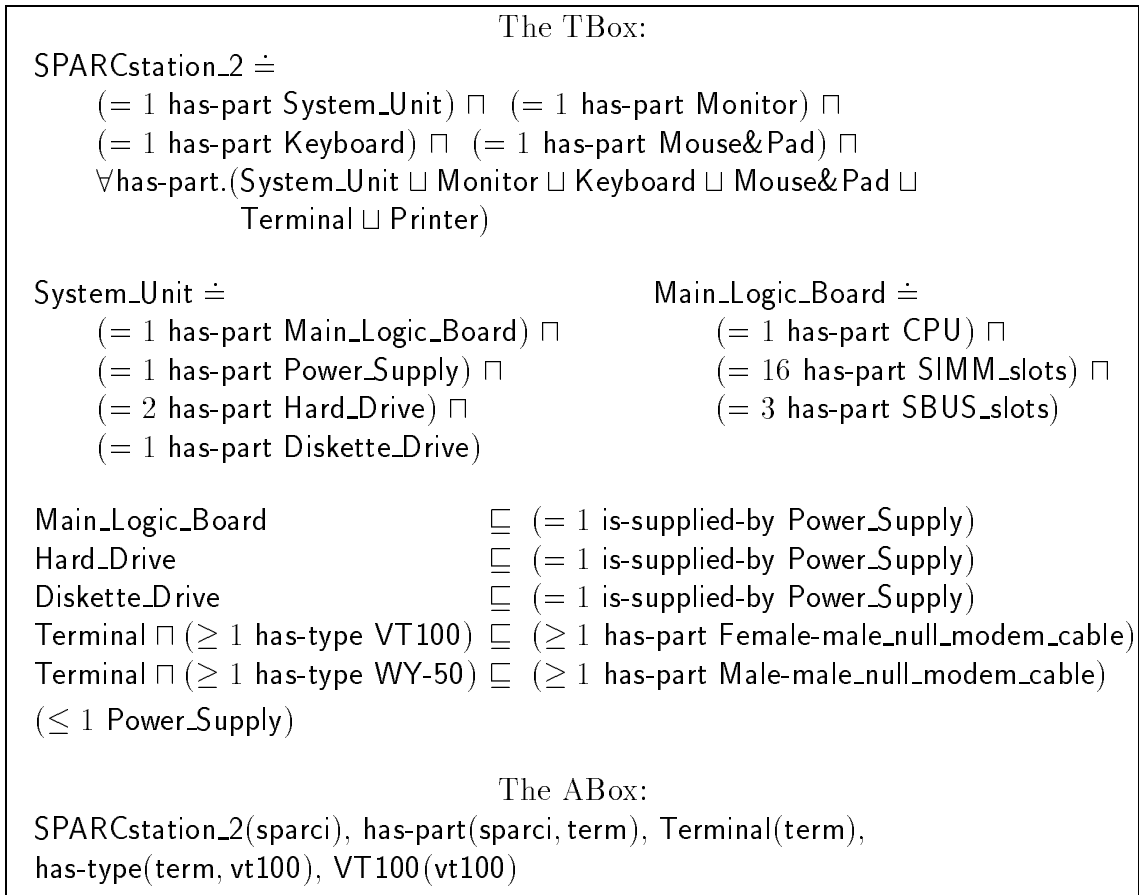 The TBox:
SPARCstation_2 ≐
(= 1 has-part System_Unit) ⊓ (= 1 has-part Monitor) ⊓
(= 1 has-part Keyboard) ⊓ (= 1 has-part Mouse&Pad) ⊓
∀has-part.(System_Unit ⊔ Monitor ⊔ Keyboard ⊔ Mouse&Pad ⊔
Terminal ⊔ Printer)
System_Unit ≐
(= 1 has-part Main_Logic_Board) ⊓
(= 1 has-part Power_Supply) ⊓
(= 2 has-part Hard_Drive) ⊓
(= 1 has-part Diskette_Drive)
Main_Logic_Board ≐
(= 1 has-part CPU) ⊓
(= 16 has-part SIMM_slots) ⊓
(= 3 has-part SBUS_slots)
Main_Logic_Board ⊑ (= 1 is-supplied-by Power_Supply)
Hard_Drive ⊑ (= 1 is-supplied-by Power_Supply)
Diskette_Drive ⊑ (= 1 is-supplied-by Power_Supply)
Terminal ⊓ (≥ 1 has-type VT100) ⊑ (≥ 1 has-part Female-male_null_modem_cable)
Terminal ⊓ (≥ 1 has-type WY-50) ⊑ (≥ 1 has-part Male-male_null_modem_cable)
(≤ 1 Power_Supply)
The ABox:
SPARCstation_2(sparci), has-part(sparci, term), Terminal(term),
has-type(term, vt100), VT100(vt100)